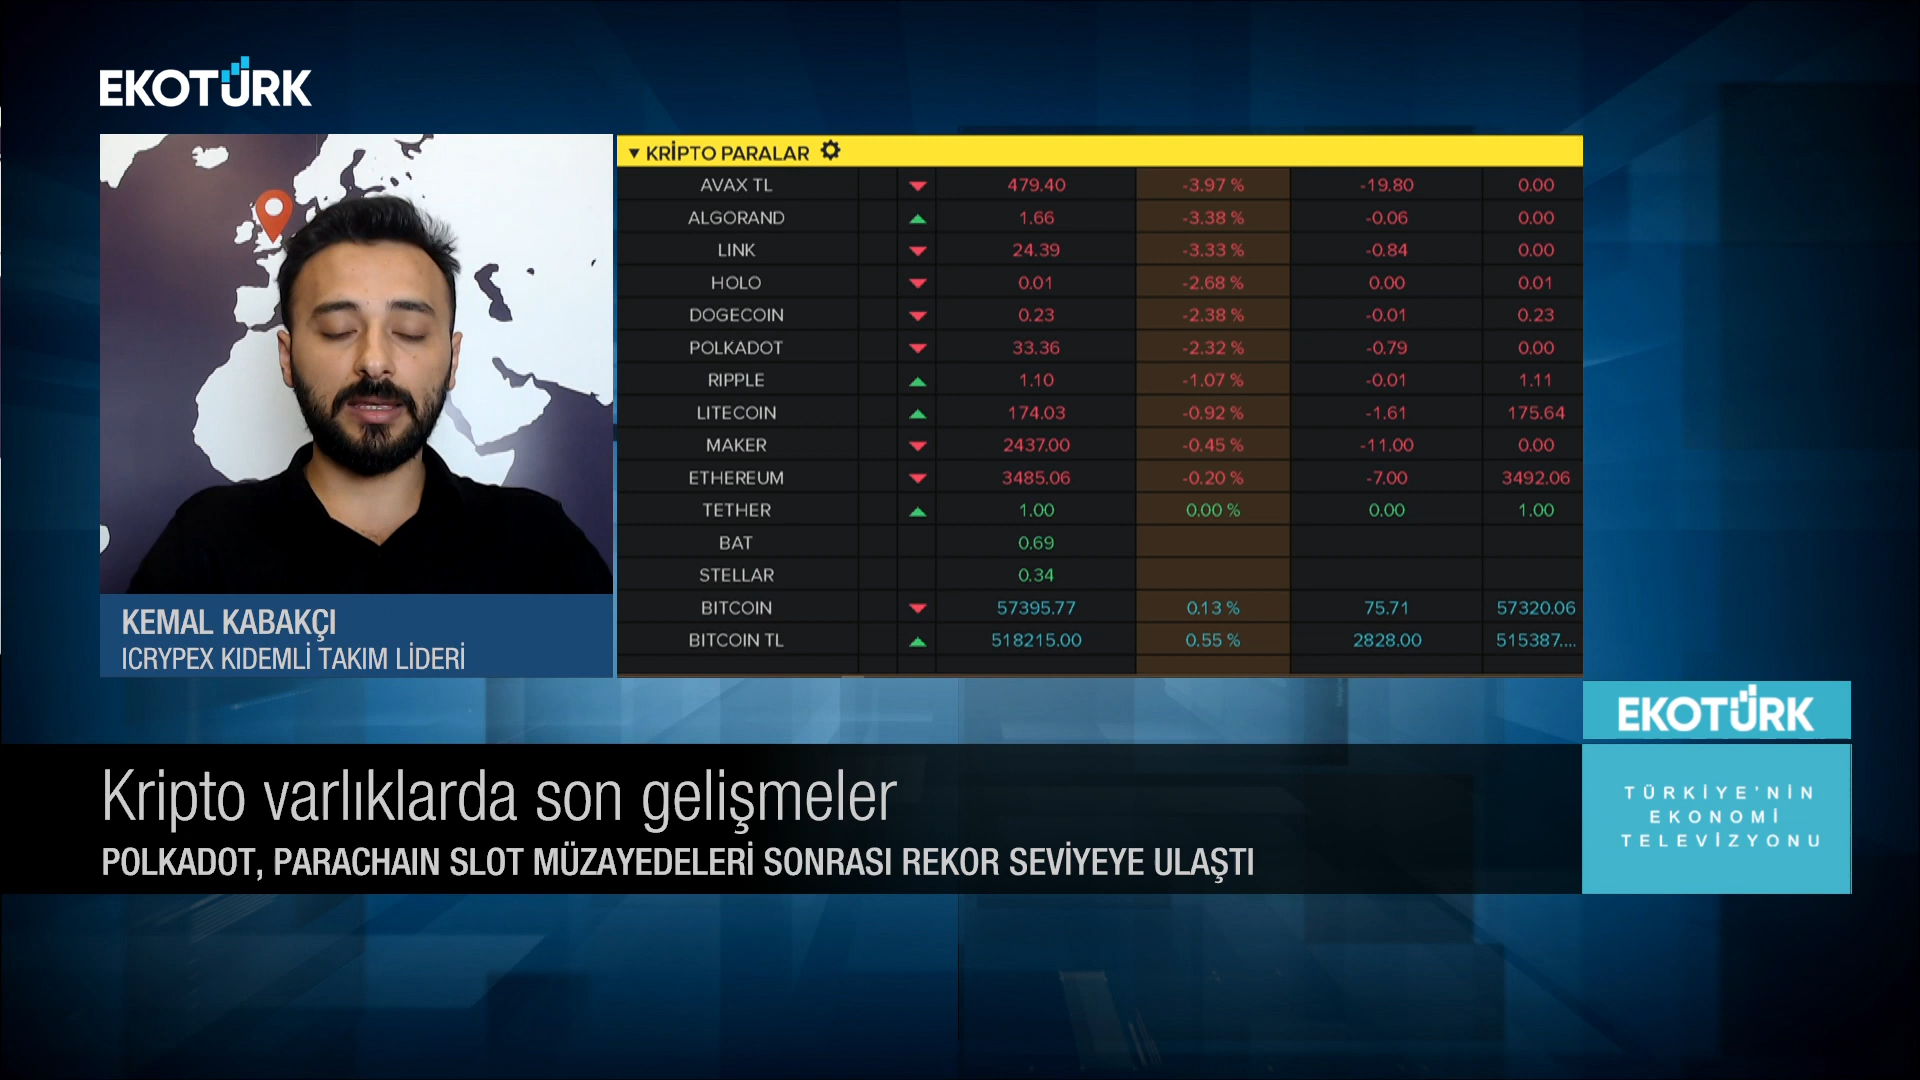 EKOTÜRK
▼ KRİPTO PARALAR
AVAX TL 479.40 -3.97 % -19.80 0.00
ALGORAND 1.66 -3.38 % -0.06 0.00
LINK 24.39 -3.33 % -0.84 0.00
HOLO 0.01 -2.68 % 0.00 0.01
DOGECOIN 0.23 -2.38 % -0.01 0.23
POLKADOT 33.36 -2.32 % -0.79 0.00
RIPPLE 1.10 -1.07 % -0.01 1.11
LITECOIN 174.03 -0.92 % -1.61 175.64
MAKER 2437.00 -0.45 % -11.00 0.00
ETHEREUM 3485.06 -0.20 % -7.00 3492.06
TETHER 1.00 0.00 % 0.00 1.00
BAT 0.69
STELLAR 0.34
BITCOIN 57395.77 0.13 % 75.71 57320.06
BITCOIN TL 518215.00 0.55 % 2828.00 515387....
KEMAL KABAKÇI
ICRYPEX KIDEMLİ TAKIM LİDERİ
EKOTÜRK
TÜRKİYE'NİN
EKONOMİ
TELEVİZYONU
Kripto varlıklarda son gelişmeler
POLKADOT, PARACHAIN SLOT MÜZAYEDELERİ SONRASI REKOR SEVİYEYE ULAŞTI